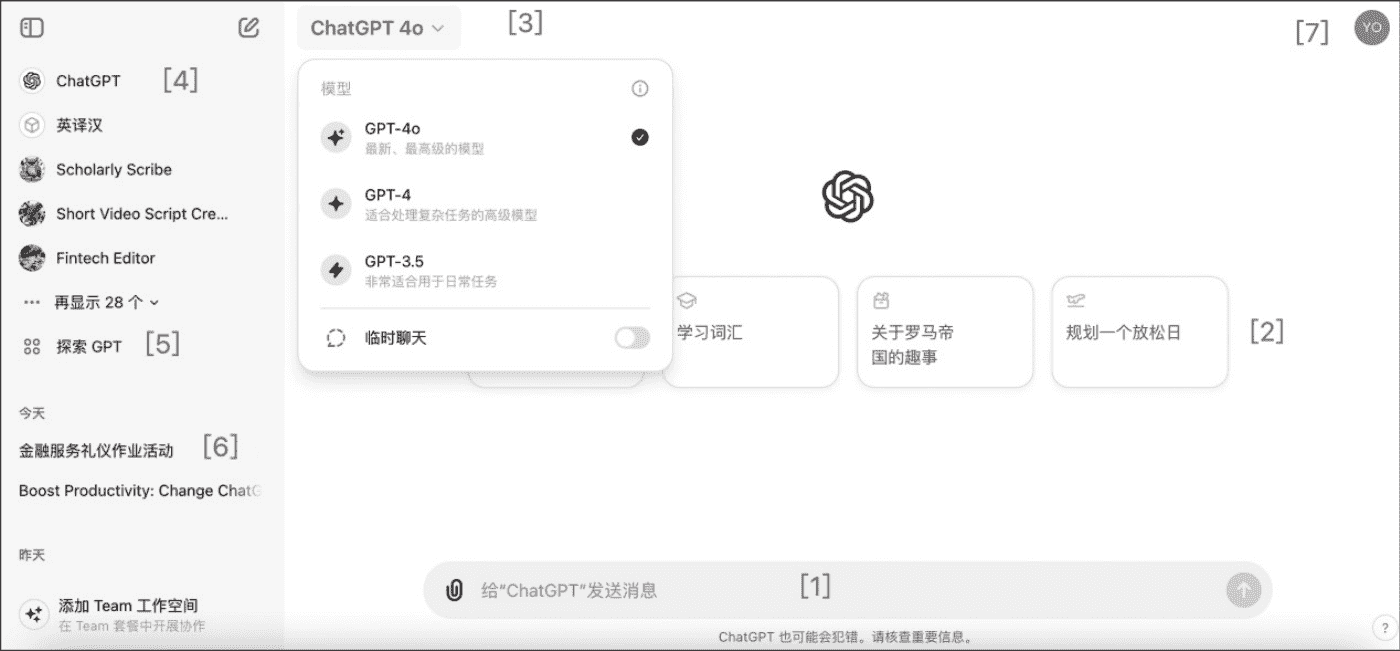 ChatGPT [4]
英译汉
Scholarly Scribe
Short Video Script Cre...
Fintech Editor
再显示 28 个
探索 GPT [5]
今天
金融服务礼仪作业活动 [6]
Boost Productivity: Change ChatG
昨天
添加 Team 工作空间
在 Team 套餐中开展协作
ChatGPT 4o [3]
[7] YO
模型
GPT-4o
最新、最高级的模型
GPT-4
适合处理复杂任务的高级模型
GPT-3.5
非常适合用于日常任务
临时聊天
学习词汇
关于罗马帝
国的趣事
规划一个放松日
[2]
给“ChatGPT”发送消息 [1]
ChatGPT 也可能会犯错。请核查重要信息。
?